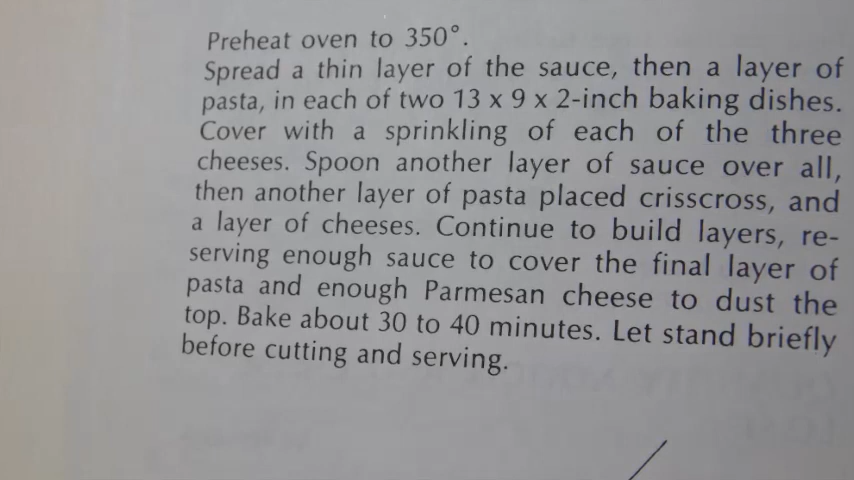 Preheat oven to 350°.
Spread a thin layer of the sauce, then a layer of
pasta, in each of two 13 x 9 x 2-inch baking dishes.
Cover with a sprinkling of each of the three
cheeses. Spoon another layer of sauce over all,
then another layer of pasta placed crisscross, and
a layer of cheeses. Continue to build layers, re-
serving enough sauce to cover the final layer of
pasta and enough Parmesan cheese to dust the
top. Bake about 30 to 40 minutes. Let stand briefly
before cutting and serving.